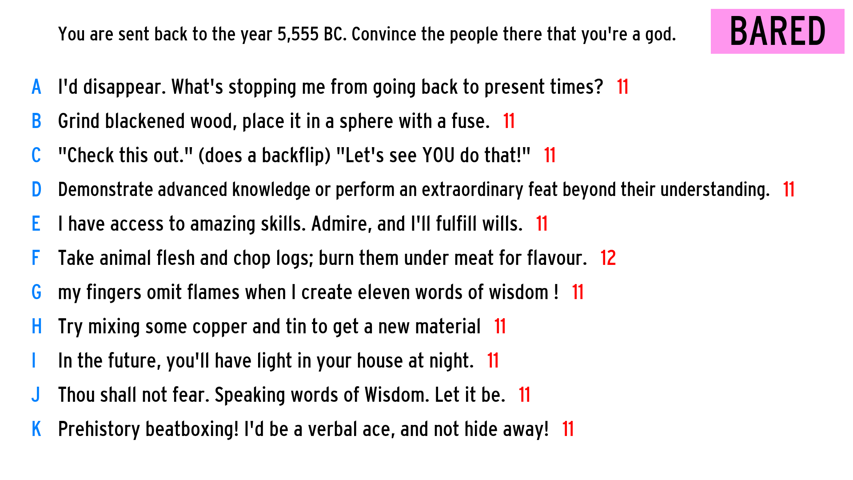 You are sent back to the year 5,555 BC. Convince the people there that you're a god. BARED
A I'd disappear. What's stopping me from going back to present times? 11
B Grind blackened wood, place it in a sphere with a fuse. 11
C "Check this out." (does a backflip) "Let's see YOU do that!" 11
D Demonstrate advanced knowledge or perform an extraordinary feat beyond their understanding. 11
E I have access to amazing skills. Admire, and I'll fulfill wills. 11
F Take animal flesh and chop logs; burn them under meat for flavour. 12
G my fingers omit flames when I create eleven words of wisdom ! 11
H Try mixing some copper and tin to get a new material 11
I In the future, you'll have light in your house at night. 11
J Thou shall not fear. Speaking words of Wisdom. Let it be. 11
K Prehistory beatboxing! I'd be a verbal ace, and not hide away! 11